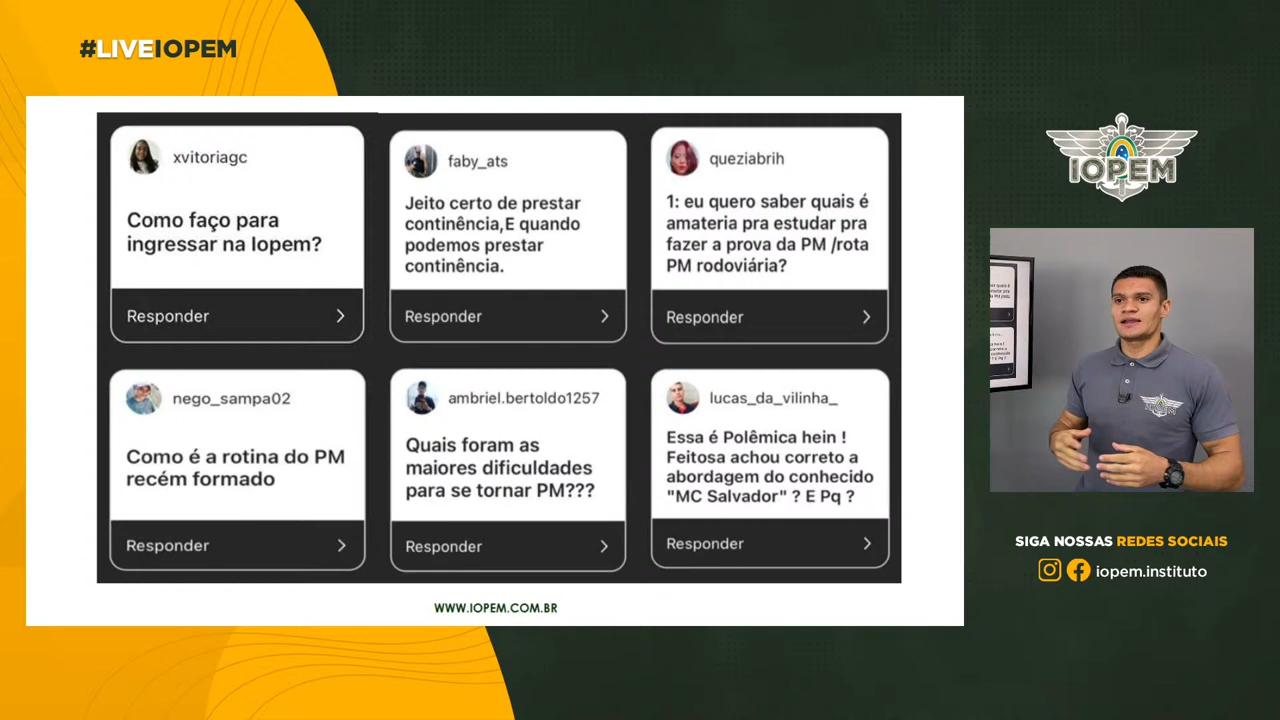 #LIVEIOPEM
xvitoriagc
Como faço para
ingressar na Iopem?
Responder
faby_ats
Jeito certo de prestar
continência,E quando
podemos prestar
continência.
Responder
queziabrih
1: eu quero saber quais é
amateria pra estudar pra
fazer a prova da PM /rota
PM rodoviária?
Responder
nego_sampa02
Como é a rotina do PM
recém formado
Responder
ambriel.bertoldo1257
Quais foram as
maiores dificuldades
para se tornar PM???
Responder
lucas_da_vilinha_
Essa é Polêmica hein !
Feitosa achou correto a
abordagem do conhecido
"MC Salvador" ? E Pq ?
Responder
WWW.IOPEM.COM.BR
IOPEM
SIGA NOSSAS REDES SOCIAIS
iopem.instituto